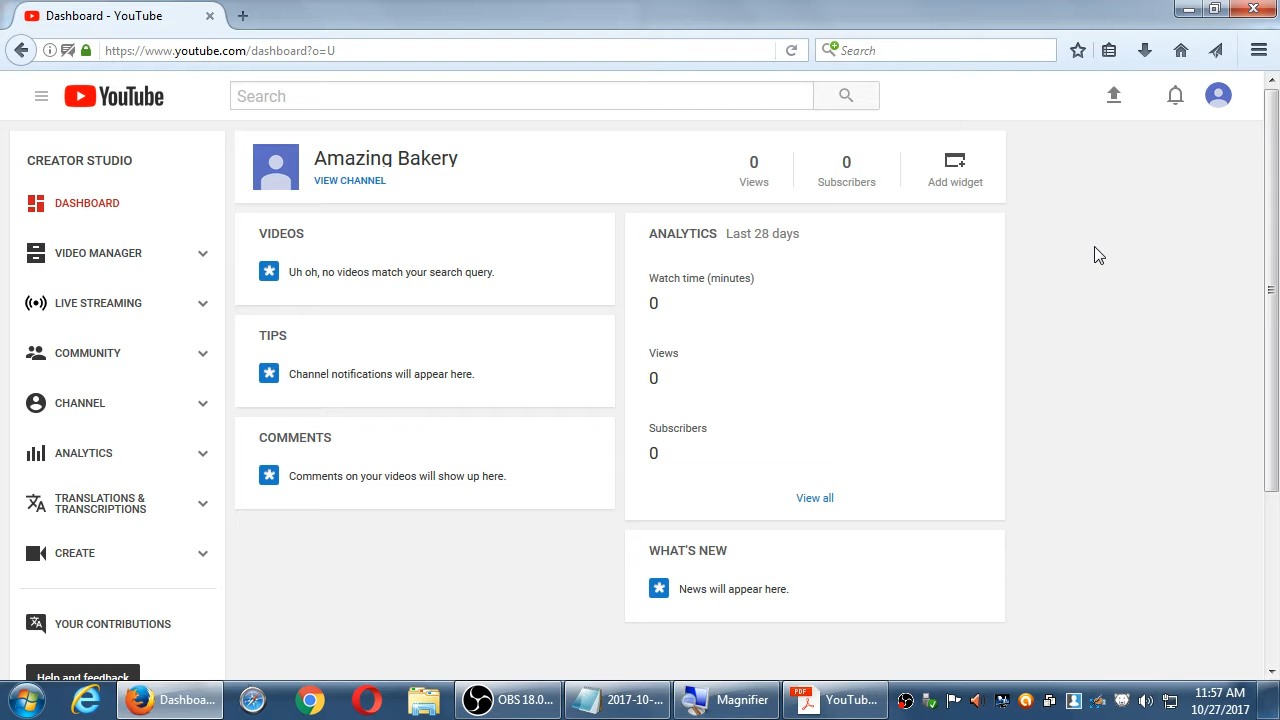 Dashboard - YouTube
https://www.youtube.com/dashboard?o=U
Search
YouTube
Search
CREATOR STUDIO
DASHBOARD
VIDEO MANAGER
LIVE STREAMING
COMMUNITY
CHANNEL
ANALYTICS
TRANSLATIONS &
TRANSCRIPTIONS
CREATE
YOUR CONTRIBUTIONS
Help and feedback
Amazing Bakery
VIEW CHANNEL
0
Views
0
Subscribers
Add widget
VIDEOS
Uh oh, no videos match your search query.
TIPS
Channel notifications will appear here.
COMMENTS
Comments on your videos will show up here.
ANALYTICS Last 28 days
Watch time (minutes)
0
Views
0
Subscribers
0
View all
WHAT'S NEW
News will appear here.
Dashboa...
OBS 18.0...
2017-10-...
Magnifier
PDF
YouTub...
11:57 AM
10/27/2017